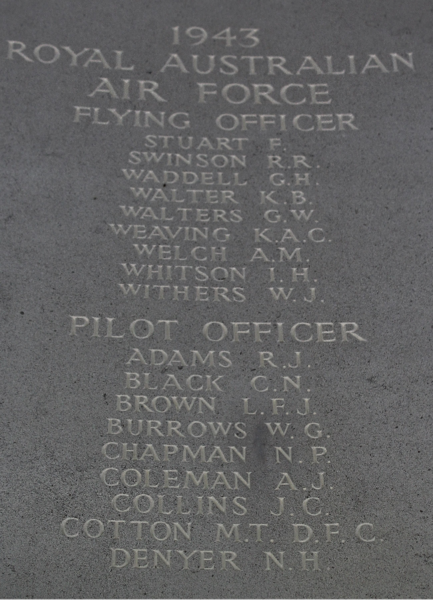 1943
ROYAL AUSTRALIAN
AIR FORCE
FLYING OFFICER
STUART F.
SWINSON R.R.
WADDELL G.H.
WALTER K.B.
WALTERS G.W.
WEAVING K.A.C.
WELCH A.M.
WHITSON I.H.
WITHERS W.J.
PILOT OFFICER
ADAMS R.J.
BLACK C.N.
BROWN L.F.J.
BURROWS W.G.
CHAPMAN N.P.
COLEMAN A.J.
COLLINS J.C.
COTTON M.T. D.F.C.
DENYER N.H.